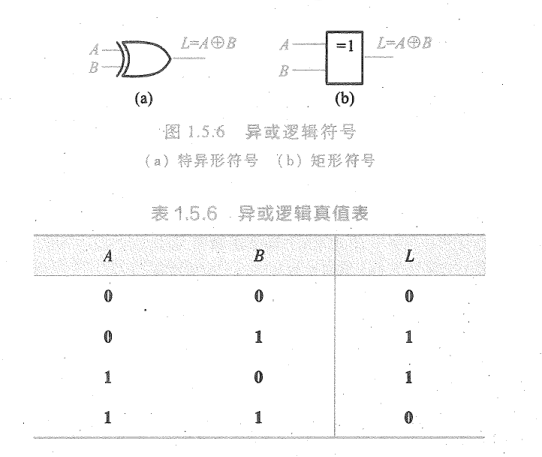 A L=A⊕B
B
(a)
A =1 L=A⊕B
B
(b)
图 1.5.6 异或逻辑符号
(a) 特异形符号 (b) 矩形符号
表 1.5.6 异或逻辑真值表
A B L
0 0 0
0 1 1
1 0 1
1 1 0